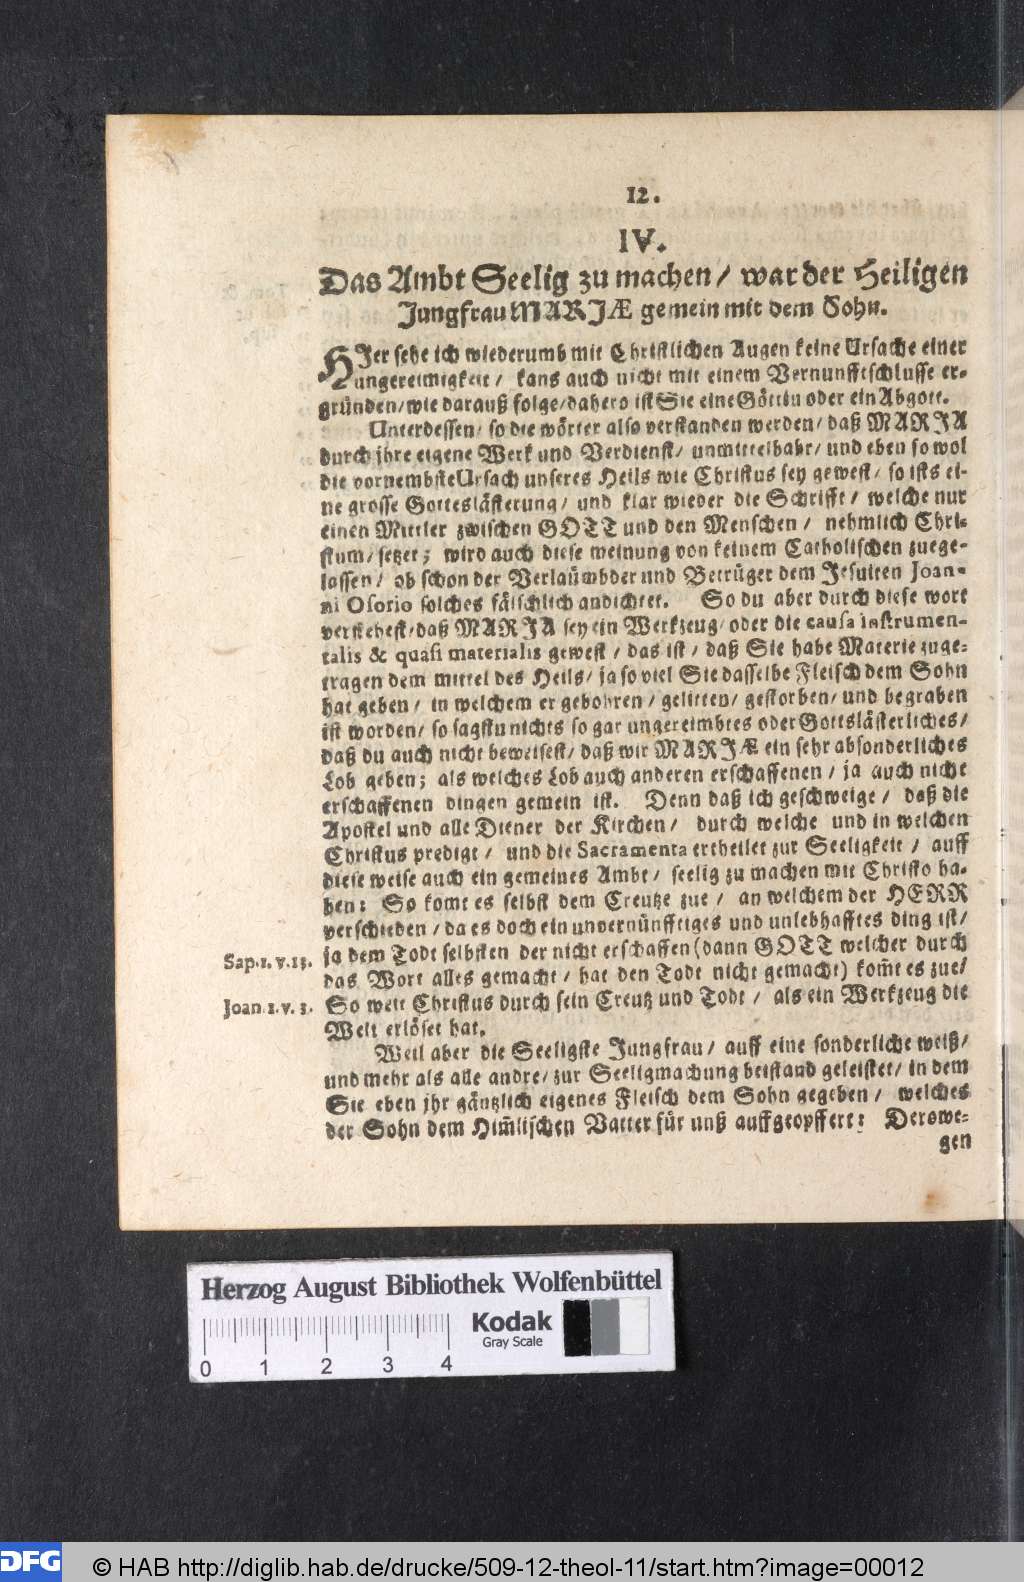 12.
IV.
Das Ambt Seelig zu machen / war der Heiligen
Jungfrau MARJÆ gemein mit dem Sohn.
HJer sehe ich wiederumb mit Christlichen Augen keine Ursache einer
ungereimigkeit / kans auch nicht mit einem Vernunfftschlusse er-
gründen / wie darauß folge / dahero ist Sie eine Göttin oder ein Abgott.
Unterdessen / so die wörter also verstanden werden / daß MARJA
durch jhre eigene Werk und Verdienst / unmittelbahr / und eben so wol
die vornembste Ursach unseres Heils wie Christus sey gewest / so ists ei-
ne grosse Gotteslästerung / und klar wieder die Schrifft / welche nur
einen Mittler zwischen GOTT und den Menschen / nehmlich Chri-
stum / setzet; wird auch diese meinung von keinem Catholischen zuege-
lassen / ob schon der Verlaümbder und Betrüger dem Jesuiten Joan-
ni Osorio solches fälschlich andichtet. So du aber durch diese wort
verstehest / daß MARJA sey ein Werkzeug / oder die causa instrumen-
talis & quasi materialis gewest / das ist / daß Sie habe Materie zuge-
tragen dem mittel des Heils / ja so viel Sie dasselbe Fleisch dem Sohn
hat geben / in welchem er gebohren / gelitten / gestorben / und begraben
ist worden / so sagstu nichts so gar ungereimbtes oder Gottslästerliches /
daß du auch nicht beweisest / daß wir MARJÆ ein sehr absonderliches
Lob geben; als welches Lob auch anderen erschaffenen / ja auch nicht
erschaffenen dingen gemein ist. Denn daß ich geschweige / daß die
Apostel und alle Diener der Kirchen / durch welche und in welchen
Christus predigt / und die Sacramenta ertheilet zur Seeligkeit / auff
diese weise auch ein gemeines Ambt / seelig zu machen mit Christo ha-
ben: So komt es selbst dem Creutze zue / an welchem der HERR
verschieden / da es doch ein unvernünfftiges und unlebhafftes ding ist /
ja dem Todt selbsten der nicht erschaffen (dann GOTT welcher durch
Sap. 1. v. 13.
das Wort alles gemacht / hat den Todt nicht gemacht) kom̃t es zue /
So weit Christus durch sein Creutz und Todt / als ein Werkzeug die
Joan. 1. v. 3.
Welt erlöset hat.
Weil aber die Seeligste Jungfrau / auff eine sonderliche weiß /
und mehr als alle andre / zur Seeligmachung beistand geleistet / in dem
Sie eben jhr gäntzlich eigenes Fleisch dem Sohn gegeben / welches
der Sohn dem Him̃lischen Vatter für unß auffgeopffert: Derowe-
gen
Herzog August Bibliothek Wolfenbüttel
Kodak
Gray Scale
0 1 2 3 4
DFG © HAB http://diglib.hab.de/drucke/509-12-theol-11/start.htm?image=00012